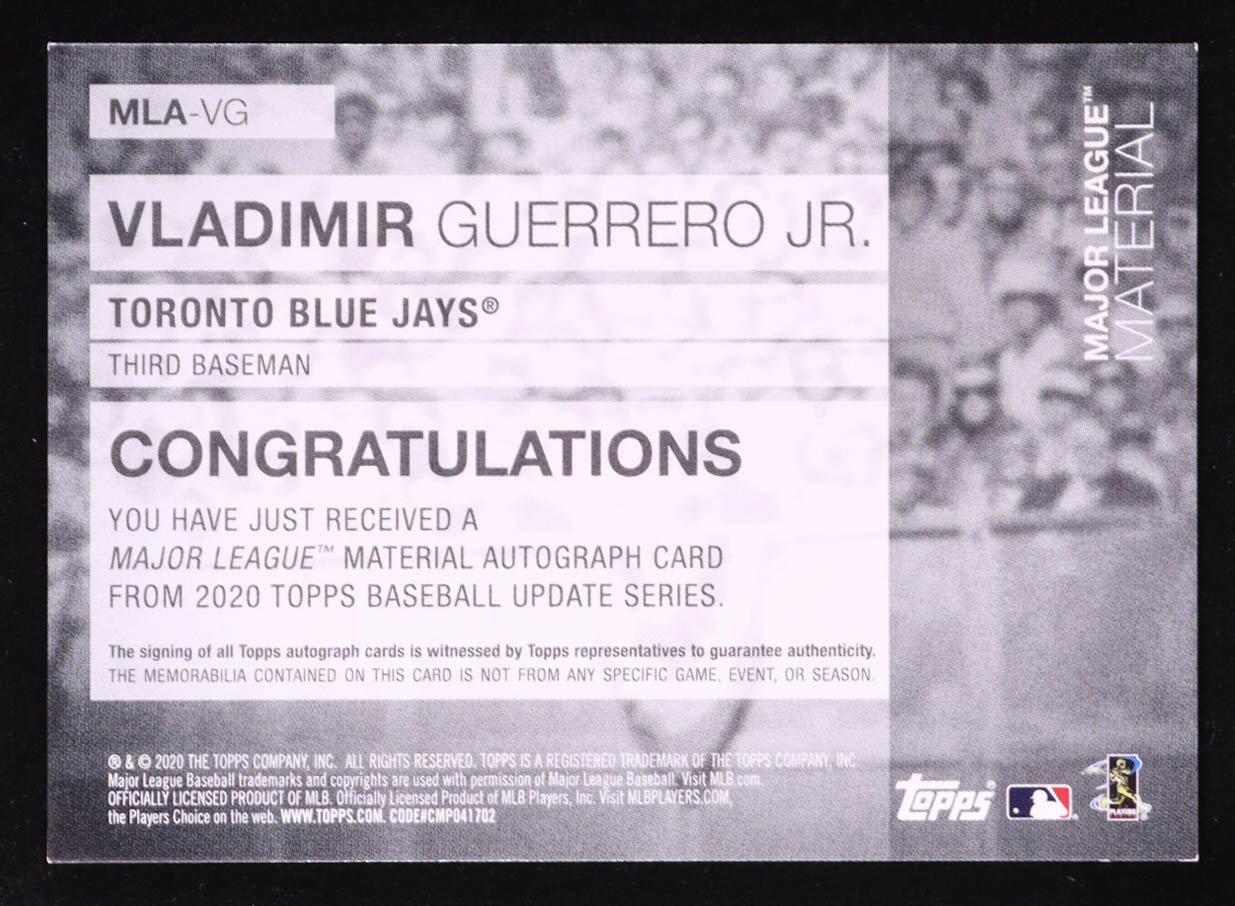 MLA-VG
VLADIMIR GUERRERO JR.
TORONTO BLUE JAYS®
THIRD BASEMAN
CONGRATULATIONS
YOU HAVE JUST RECEIVED A
MAJOR LEAGUE™ MATERIAL AUTOGRAPH CARD
FROM 2020 TOPPS BASEBALL UPDATE SERIES.
The signing of all Topps autograph cards is witnessed by Topps representatives to guarantee authenticity.
THE MEMORABILIA CONTAINED ON THIS CARD IS NOT FROM ANY SPECIFIC GAME, EVENT, OR SEASON.
® & © 2020 THE TOPPS COMPANY, INC. ALL RIGHTS RESERVED. TOPPS IS A REGISTERED TRADEMARK OF THE TOPPS COMPANY, INC.
Major League Baseball trademarks and copyrights are used with permission of Major League Baseball. Visit MLB.com.
OFFICIALLY LICENSED PRODUCT OF MLB. Officially Licensed Product of MLB Players, Inc. Visit MLBPLAYERS.COM,
the Players Choice on the web. WWW.TOPPS.COM. CODE#CMP041702
MAJOR LEAGUE™
MATERIAL
topps®
PLAYERS